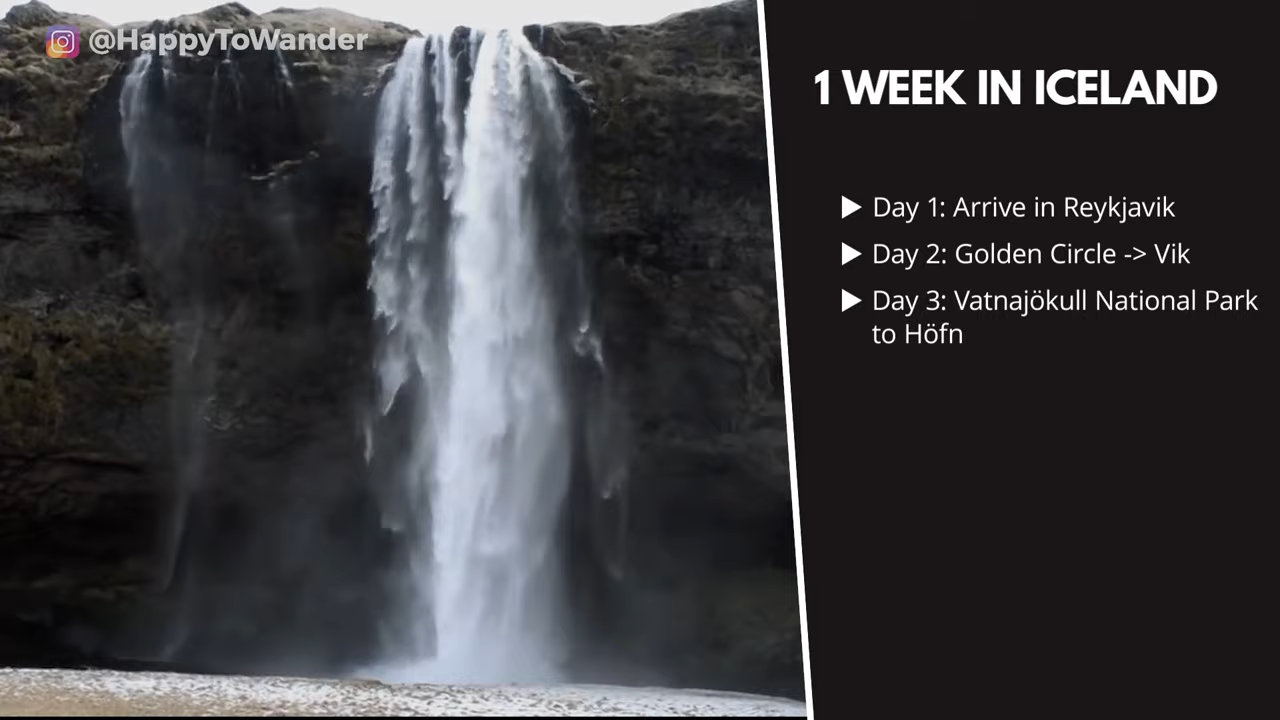 @HappyToWander
1 WEEK IN ICELAND
Day 1: Arrive in Reykjavik
Day 2: Golden Circle -> Vik
Day 3: Vatnajökull National Park
to Höfn